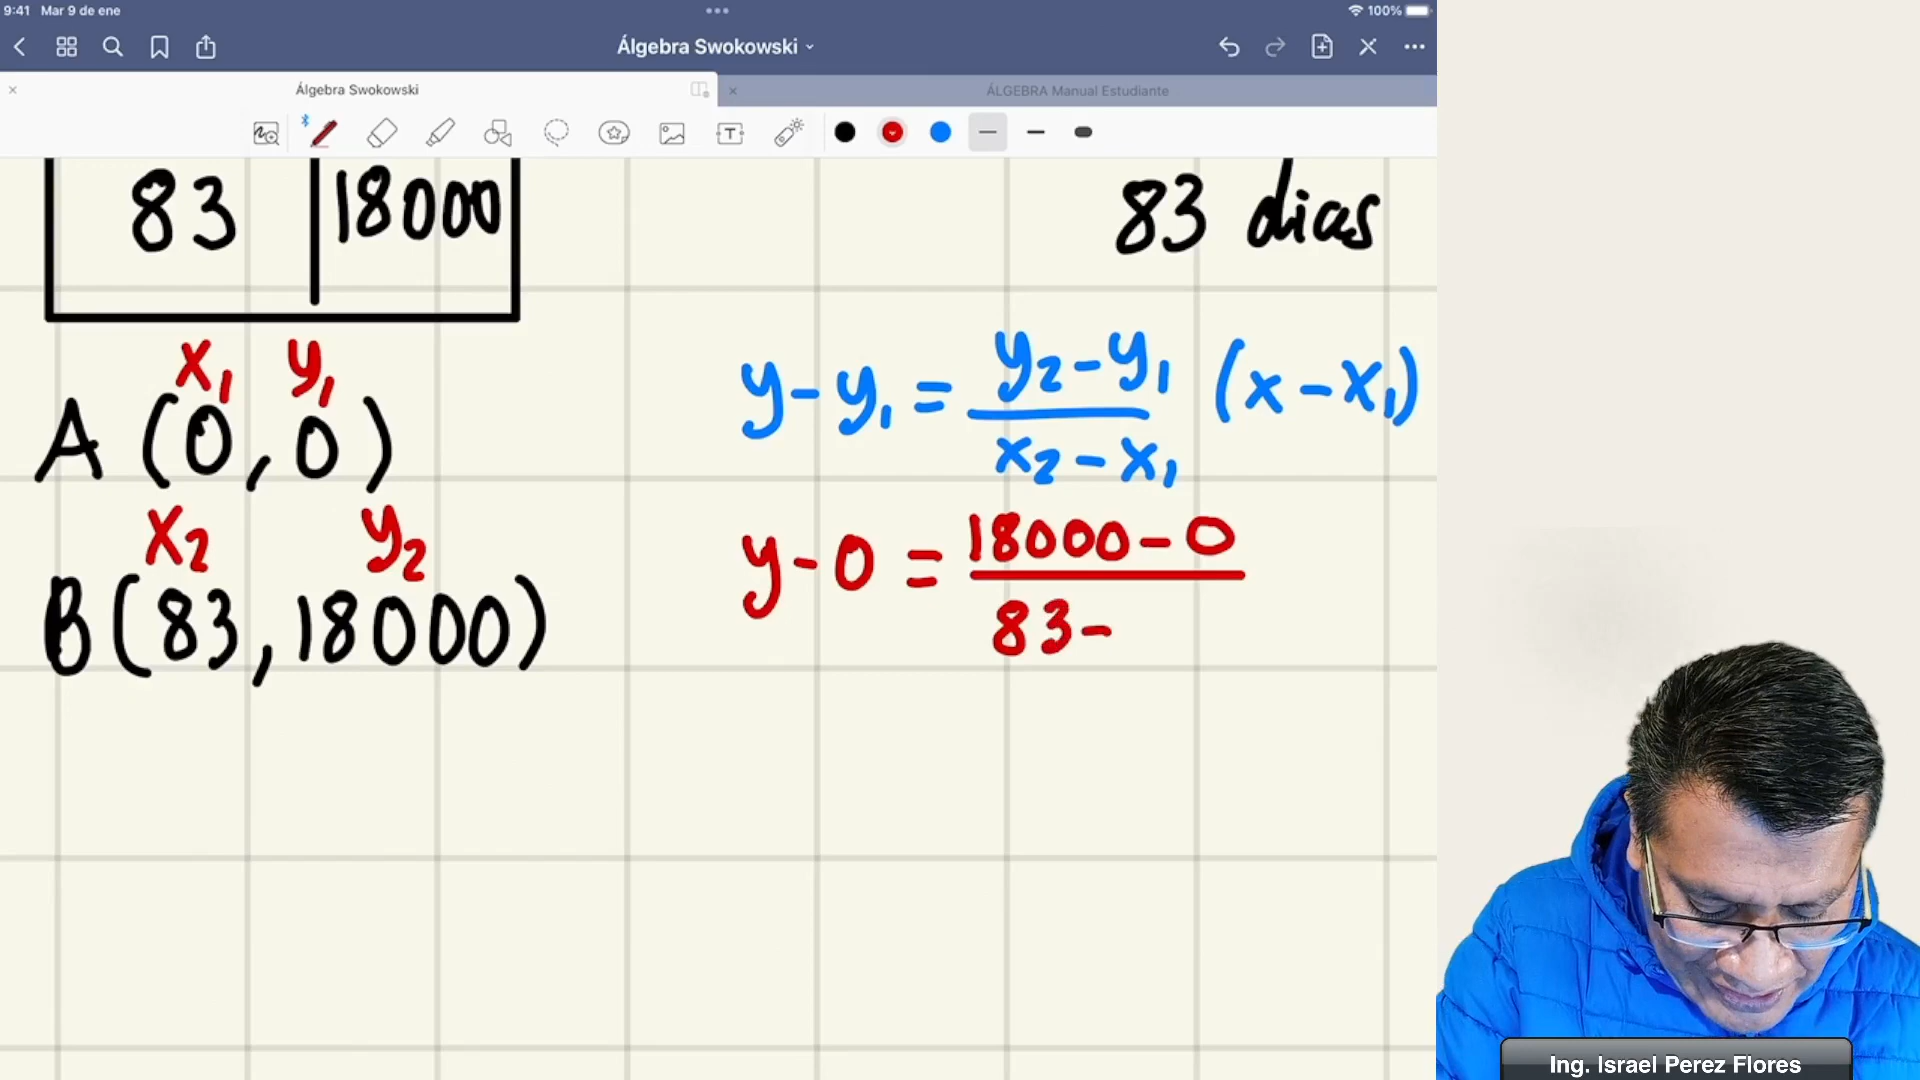 9:41 Mar 9 de ene
100%
Álgebra Swokowski
Álgebra Swokowski
ÁLGEBRA Manual Estudiante
T
83 18000
83 dias
x₁ y₁
A (0, 0)
x₂ y₂
B (83, 18000)
y - y₁ = y₂ - y₁ (x - x₁)
x₂ - x₁
y - 0 = 18000 - 0
83 -
Ing. Israel Perez Flores